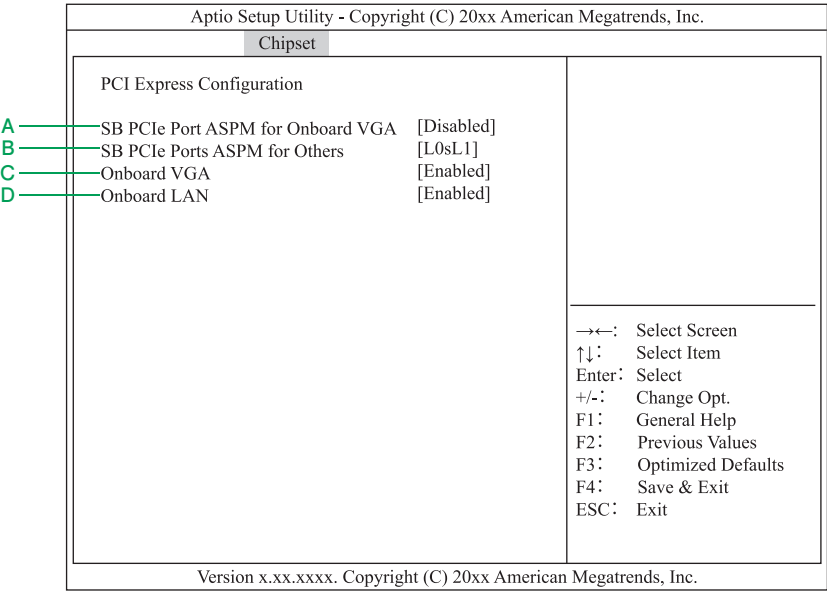 Aptio Setup Utility - Copyright (C) 20xx American Megatrends, Inc.
Chipset
PCI Express Configuration
A SB PCIe Port ASPM for Onboard VGA [Disabled]
B SB PCIe Ports ASPM for Others [L0sL1]
C Onboard VGA [Enabled]
D Onboard LAN [Enabled]
→←: Select Screen
↑↓: Select Item
Enter: Select
+/-: Change Opt.
F1: General Help
F2: Previous Values
F3: Optimized Defaults
F4: Save & Exit
ESC: Exit
Version x.xx.xxxx. Copyright (C) 20xx American Megatrends, Inc.